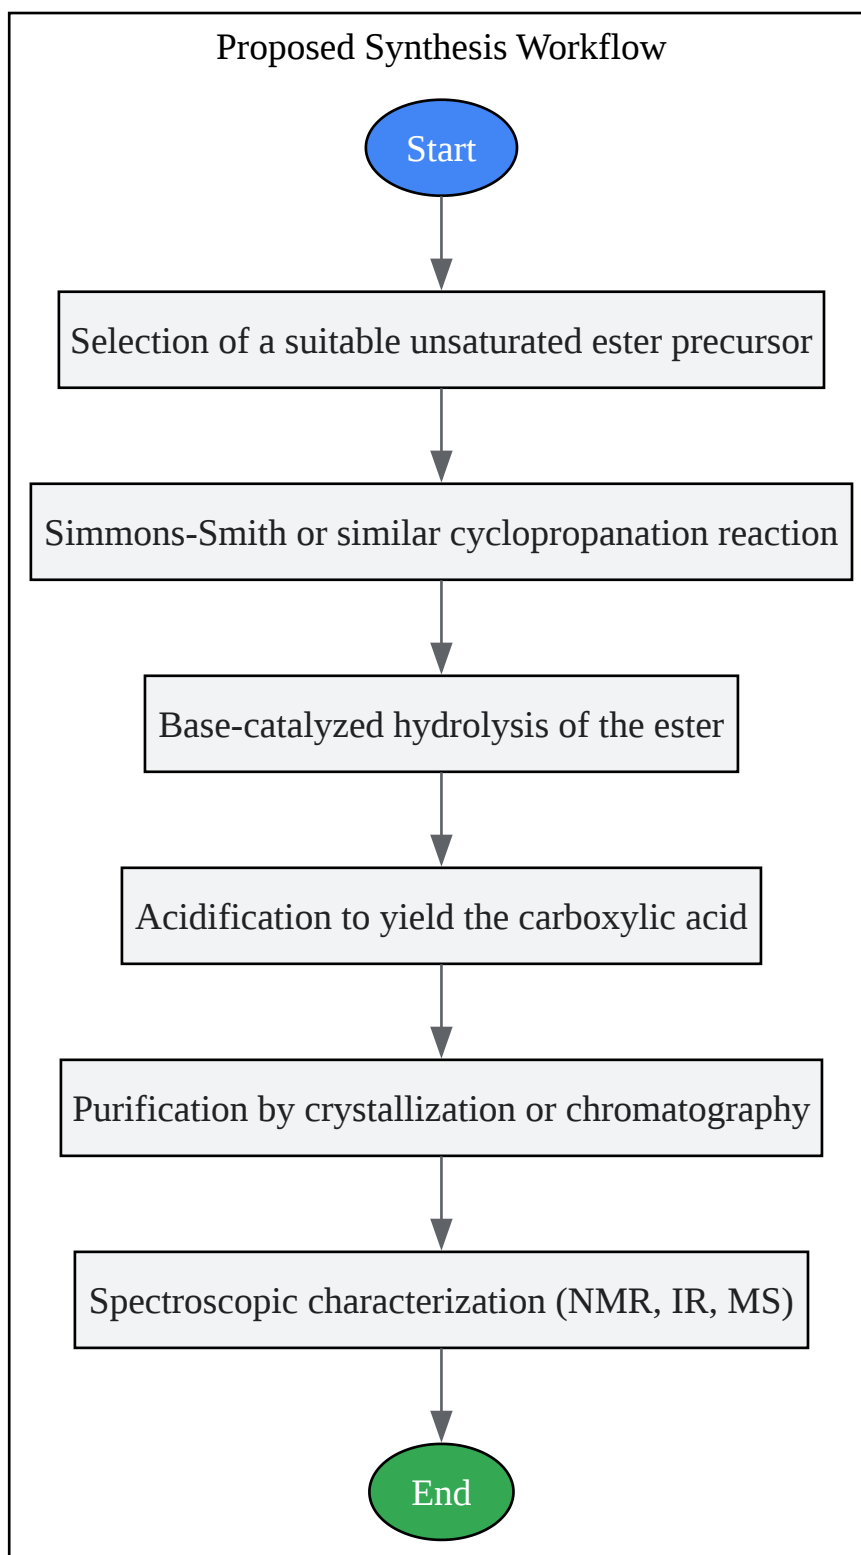 Proposed Synthesis Workflow
Start
Selection of a suitable unsaturated ester precursor
Simmons-Smith or similar cyclopropanation reaction
Base-catalyzed hydrolysis of the ester
Acidification to yield the carboxylic acid
Purification by crystallization or chromatography
Spectroscopic characterization (NMR, IR, MS)
End